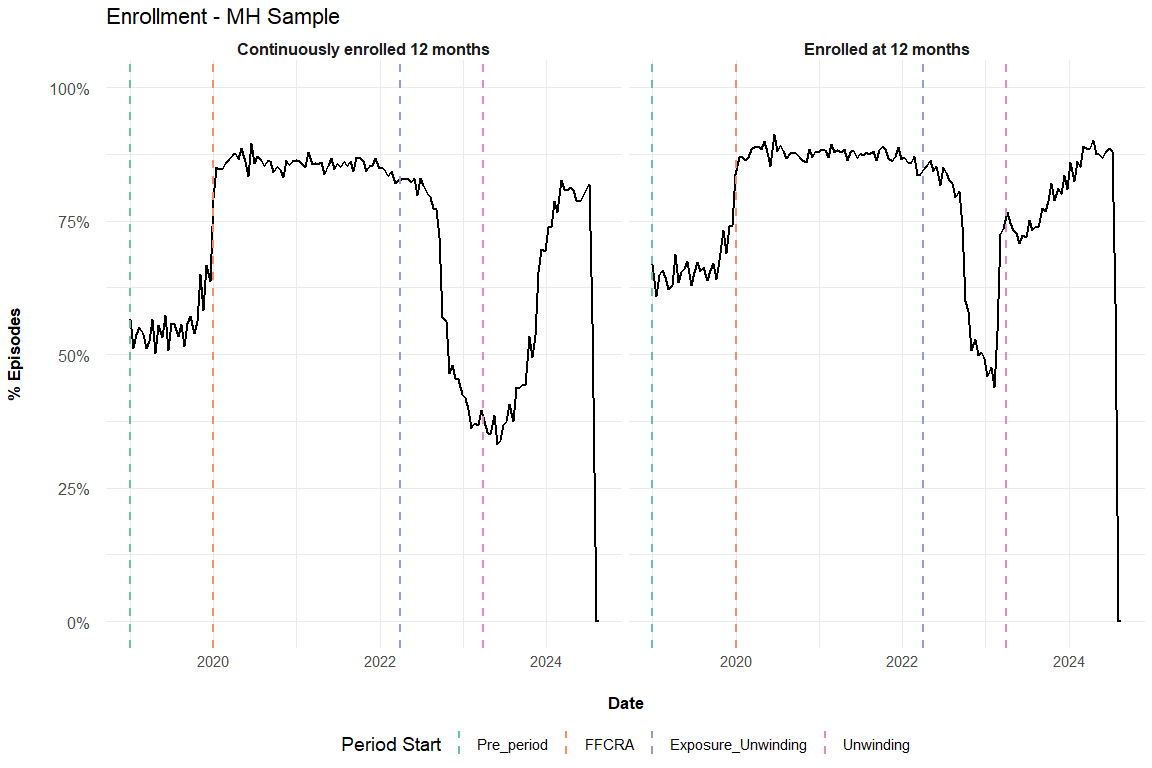 Enrollment - MH Sample
Continuously enrolled 12 months
Enrolled at 12 months
100%
75%
50%
25%
0%
% Episodes
2020
2022
2024
2020
2022
2024
Date
Period Start
Pre_period
FFCRA
Exposure_Unwinding
Unwinding